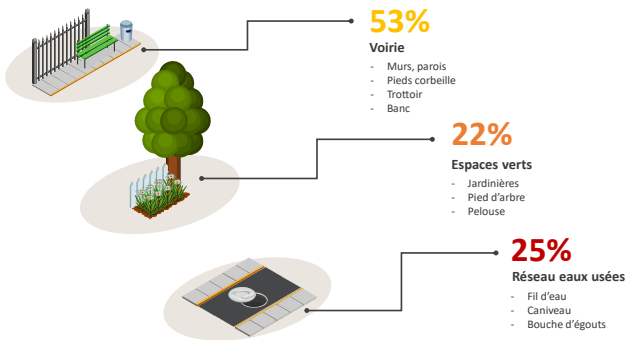 53%
Voirie
- Murs, parois
- Pieds corbeille
- Trottoir
- Banc
22%
Espaces verts
- Jardinières
- Pied d'arbre
- Pelouse
25%
Réseau eaux usées
- Fil d'eau
- Caniveau
- Bouche d'égouts